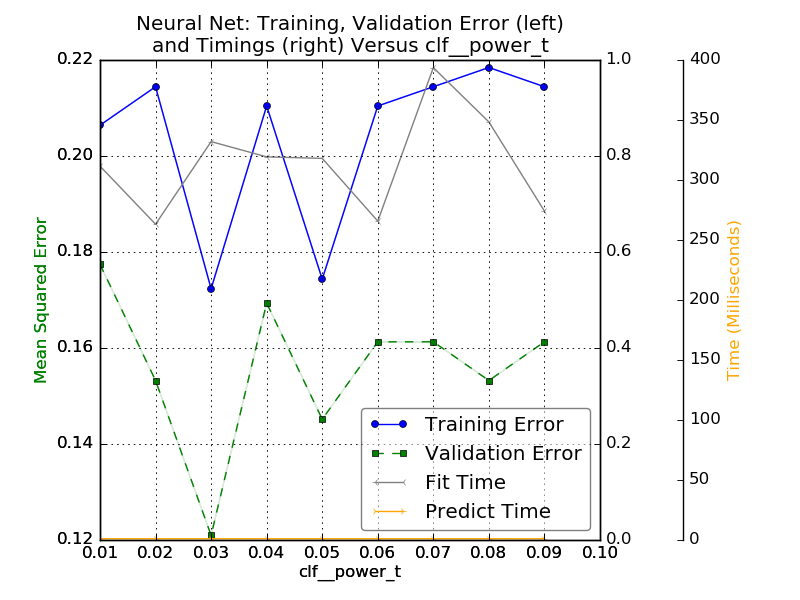 Neural Net: Training, Validation Error (left)
and Timings (right) Versus clf__power_t
0.22
0.20
0.18
0.16
0.14
0.12
Mean Squared Error
1.0
0.8
0.6
0.4
0.2
0.0
400
350
300
250
200
150
100
50
0
Time (Milliseconds)
Training Error
Validation Error
Fit Time
Predict Time
0.01 0.02 0.03 0.04 0.05 0.06 0.07 0.08 0.09 0.10
clf__power_t